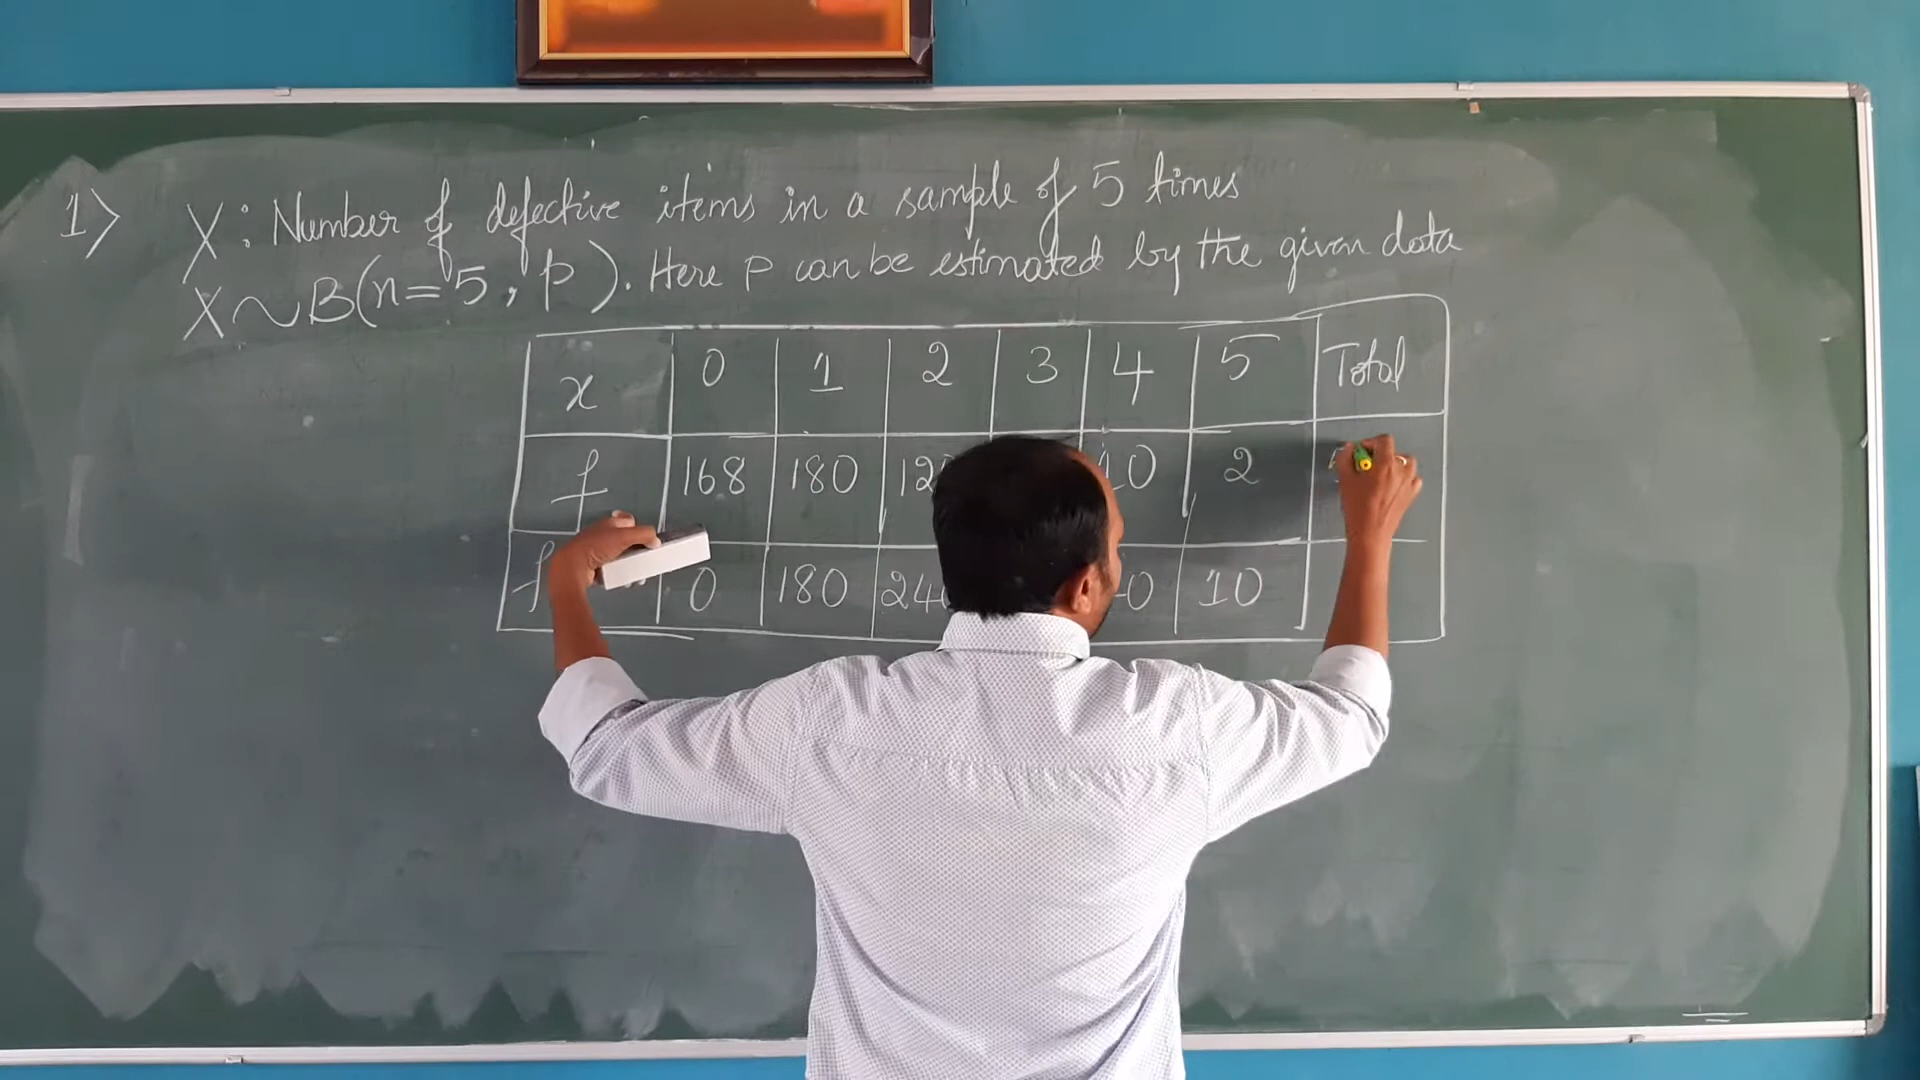 1> X : Number of defective items in a sample of 5 times
X ~ B(n = 5, p). Here p can be estimated by the given data
x 0 1 2 3 4 5 Total
f 168 180 10 2
0 180 10